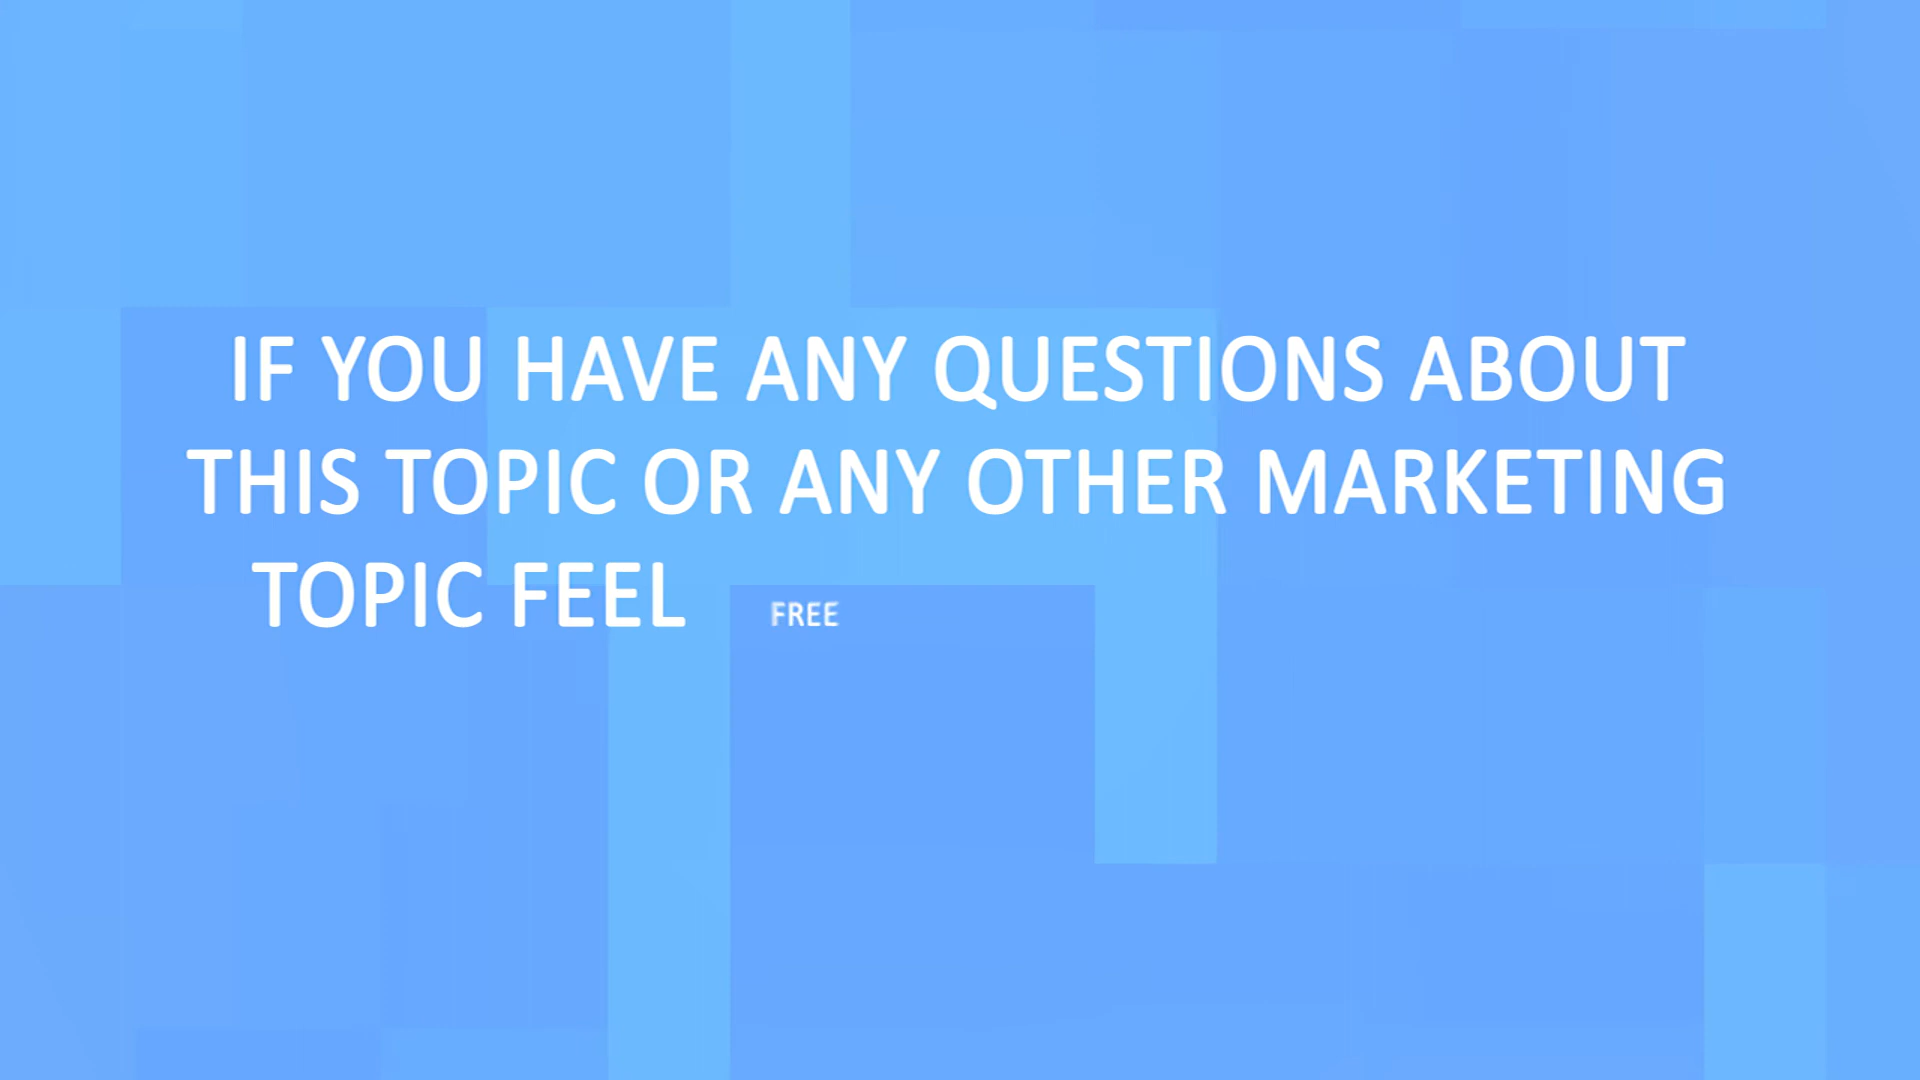 IF YOU HAVE ANY QUESTIONS ABOUT
THIS TOPIC OR ANY OTHER MARKETING
TOPIC FEEL FREE